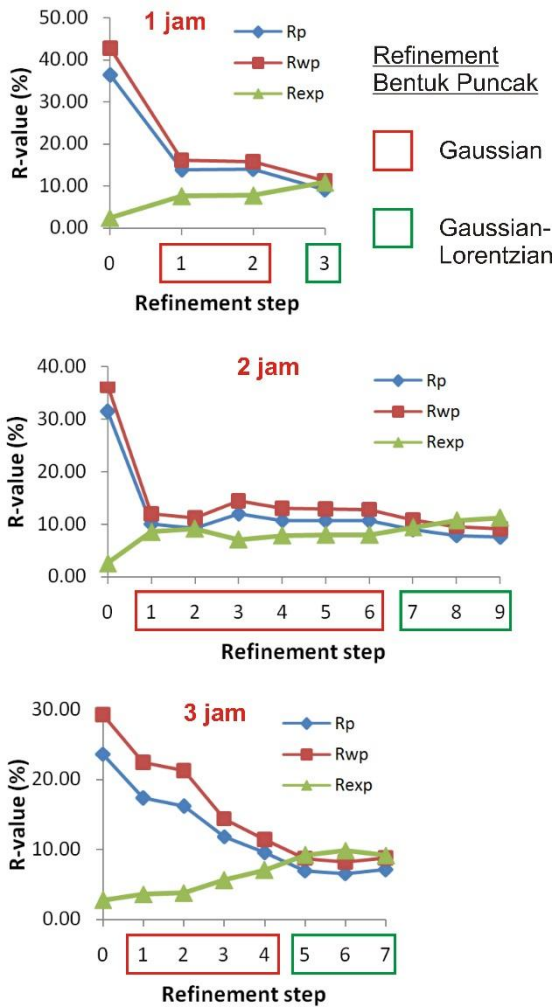 1 jam
R-value (%)
50.00
40.00
30.00
20.00
10.00
0.00
Rp
Rwp
Rexp
0 1 2 3
Refinement step
Refinement
Bentuk Puncak
Gaussian
Gaussian-
Lorentzian
2 jam
R-value (%)
40.00
30.00
20.00
10.00
0.00
Rp
Rwp
Rexp
0 1 2 3 4 5 6 7 8 9
Refinement step
3 jam
R-value (%)
30.00
20.00
10.00
0.00
Rp
Rwp
Rexp
0 1 2 3 4 5 6 7
Refinement step